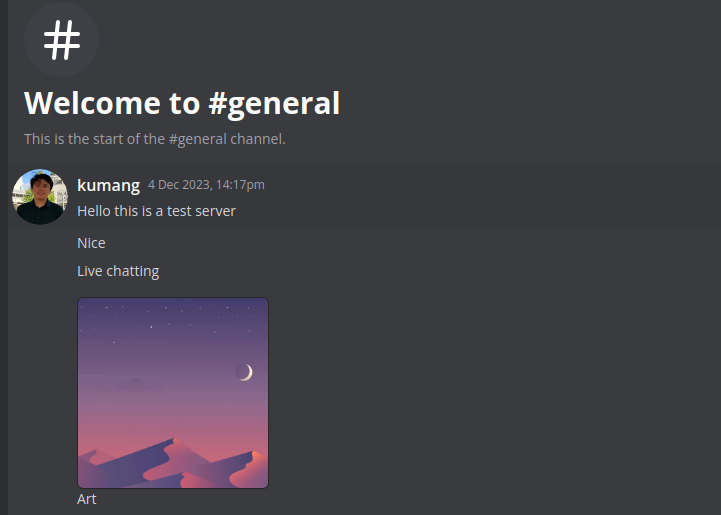 #
Welcome to #general
This is the start of the #general channel.
kumang 4 Dec 2023, 14:17pm
Hello this is a test server
Nice
Live chatting
Art